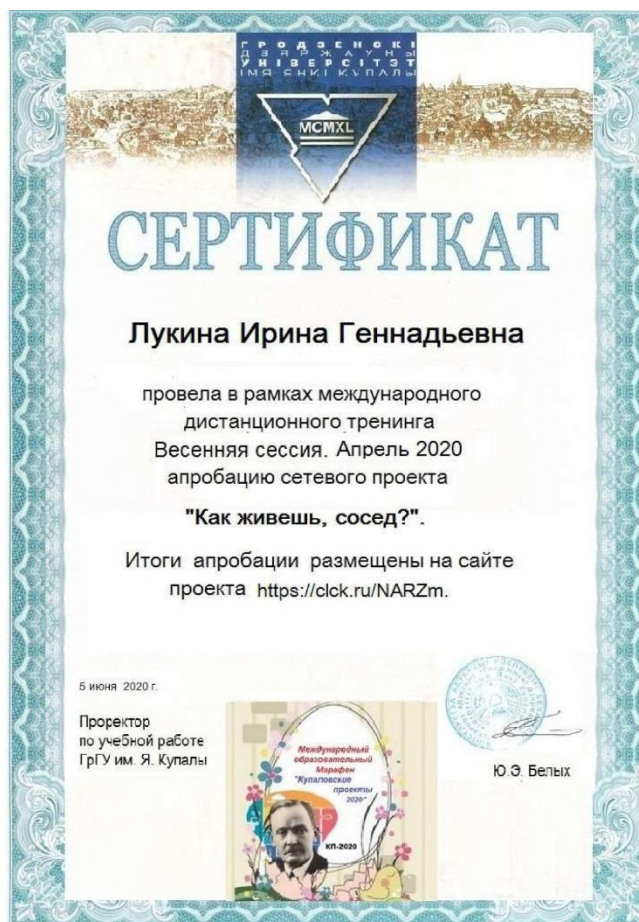 ГРОДЗЕНСКІ
ДЗЯРЖАЎНЫ
УНІВЕРСІТЭТ
ІМЯ ЯНКІ КУПАЛЫ
MCMXL
СЕРТИФИКАТ
Лукина Ирина Геннадьевна
провела в рамках международного
дистанционного тренинга
Весенняя сессия. Апрель 2020
апробацию сетевого проекта
"Как живешь, сосед?".
Итоги апробации размещены на сайте
проекта https://clck.ru/NARZm.
5 июня 2020 г.
Проректор
по учебной работе
ГрГУ им. Я. Купалы
Ю.Э. Белых
Международный
образовательный
Марафон
"Купаловские
проекты
2020"
КП-2020